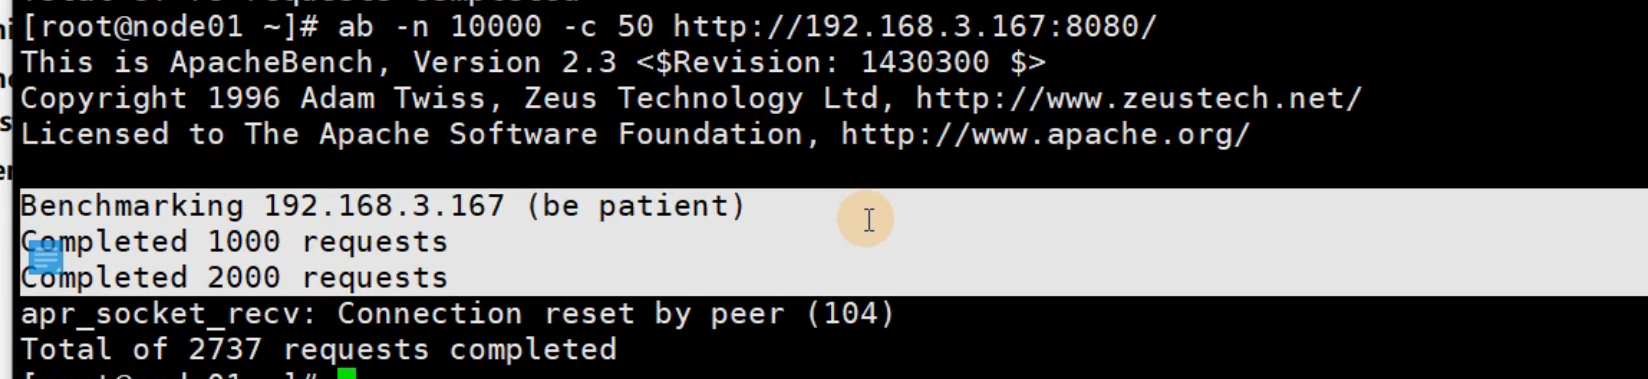 [root@node01 ~]# ab -n 10000 -c 50 http://192.168.3.167:8080/
This is ApacheBench, Version 2.3 <$Revision: 1430300 $>
Copyright 1996 Adam Twiss, Zeus Technology Ltd, http://www.zeustech.net/
Licensed to The Apache Software Foundation, http://www.apache.org/
Benchmarking 192.168.3.167 (be patient)
Completed 1000 requests
Completed 2000 requests
apr_socket_recv: Connection reset by peer (104)
Total of 2737 requests completed